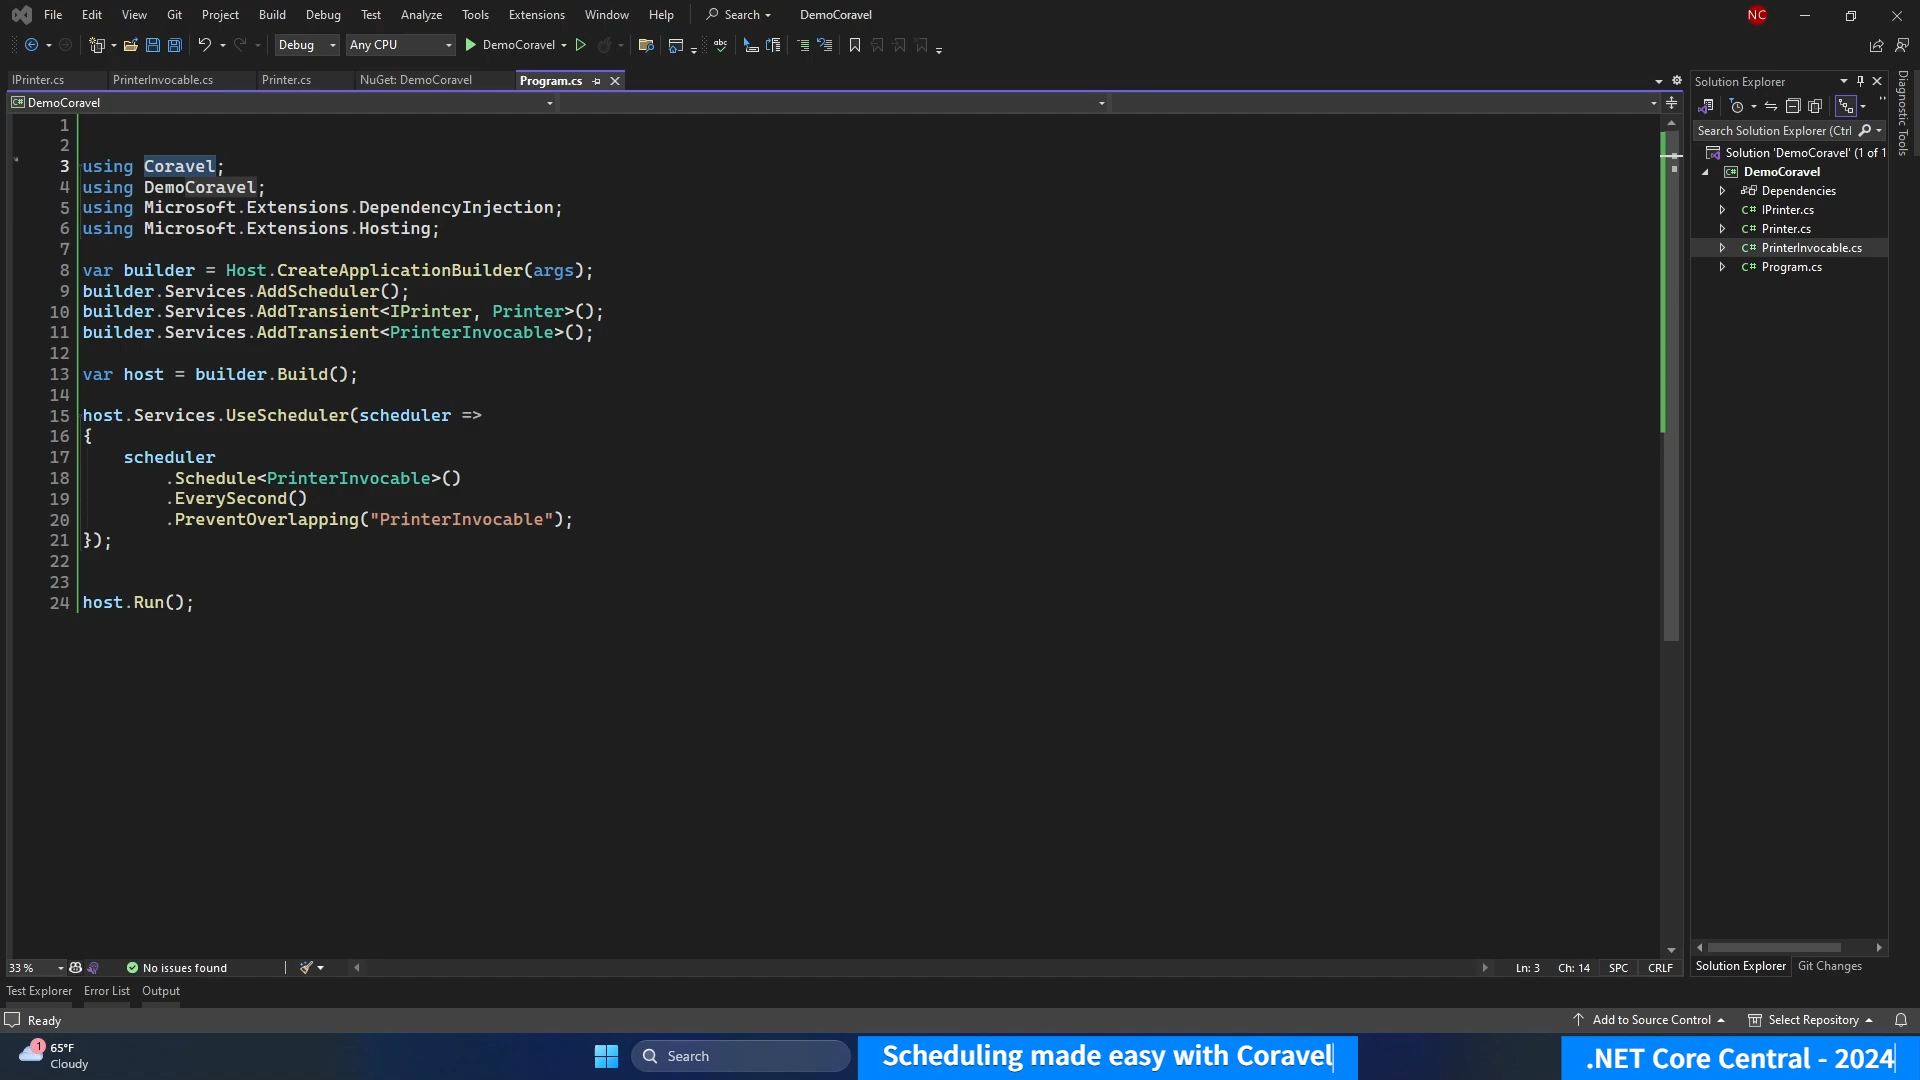 File Edit View Git Project Build Debug Test Analyze Tools Extensions Window Help Search DemoCoravel NC
Debug Any CPU DemoCoravel
IPrinter.cs PrinterInvocable.cs Printer.cs NuGet: DemoCoravel Program.cs
DemoCoravel
1
2
3 using Coravel;
4 using DemoCoravel;
5 using Microsoft.Extensions.DependencyInjection;
6 using Microsoft.Extensions.Hosting;
7
8 var builder = Host.CreateApplicationBuilder(args);
9 builder.Services.AddScheduler();
10 builder.Services.AddTransient<IPrinter, Printer>();
11 builder.Services.AddTransient<PrinterInvocable>();
12
13 var host = builder.Build();
14
15 host.Services.UseScheduler(scheduler =>
16 {
17 scheduler
18 .Schedule<PrinterInvocable>()
19 .EverySecond()
20 .PreventOverlapping("PrinterInvocable");
21 });
22
23
24 host.Run();
Solution Explorer
Search Solution Explorer (Ctrl
Solution 'DemoCoravel' (1 of 1
DemoCoravel
Dependencies
C# IPrinter.cs
C# Printer.cs
C# PrinterInvocable.cs
C# Program.cs
Diagnostic Tools
33 % No issues found Ln: 3 Ch: 14 SPC CRLF
Solution Explorer Git Changes
Test Explorer Error List Output
Ready Add to Source Control Select Repository
1 65°F
Cloudy
Search
Scheduling made easy with Coravel
.NET Core Central - 2024